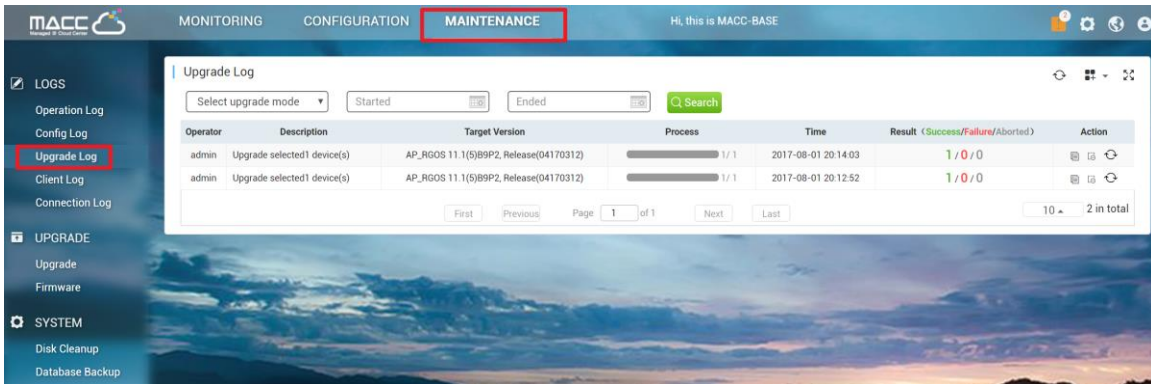 MACC
MONITORING CONFIGURATION MAINTENANCE Hi, this is MACC-BASE
LOGS
Operation Log
Config Log
Upgrade Log
Client Log
Connection Log
UPGRADE
Upgrade
Firmware
SYSTEM
Disk Cleanup
Database Backup
Upgrade Log
Select upgrade mode Started Ended Search
Operator Description Target Version Process Time Result (Success/Failure/Aborted) Action
admin Upgrade selected1 device(s) AP_RGOS 11.1(5)B9P2, Release(04170312) 1/1 2017-08-01 20:14:03 1/0/0
admin Upgrade selected1 device(s) AP_RGOS 11.1(5)B9P2, Release(04170312) 1/1 2017-08-01 20:12:52 1/0/0
First Previous Page 1 of 1 Next Last 10 2 in total